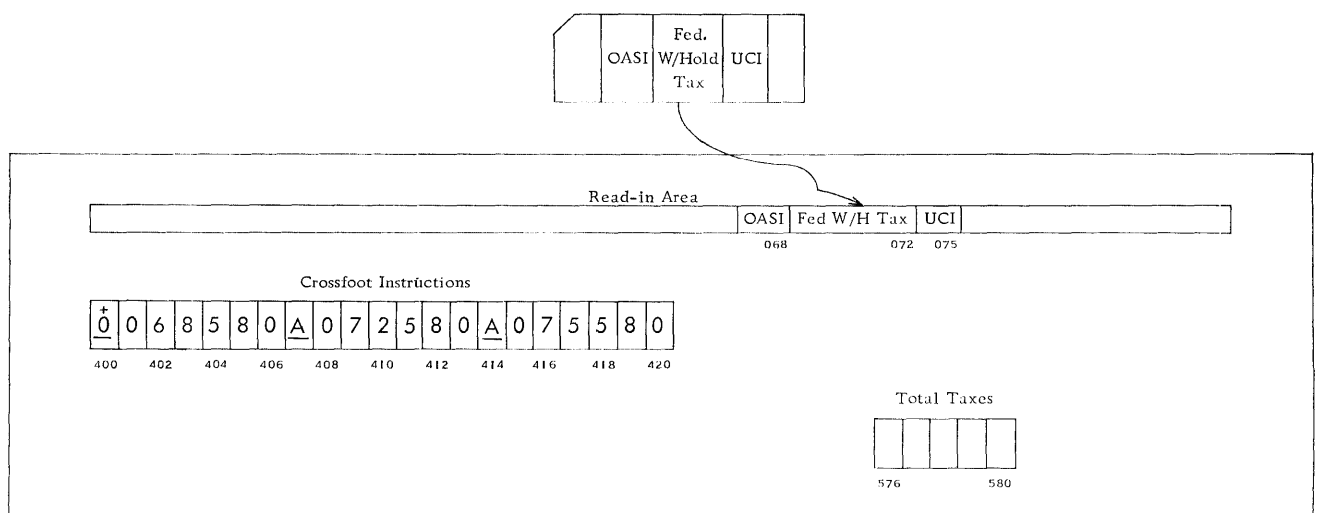 Fed.
OASI W/Hold UCI
Tax
Read-in Area
OASI Fed W/H Tax UCI
068 072 075
Crossfoot Instructions
+
0 0 6 8 5 8 0 A 0 7 2 5 8 0 A 0 7 5 5 8 0
400 402 404 406 408 410 412 414 416 418 420
Total Taxes
576 580